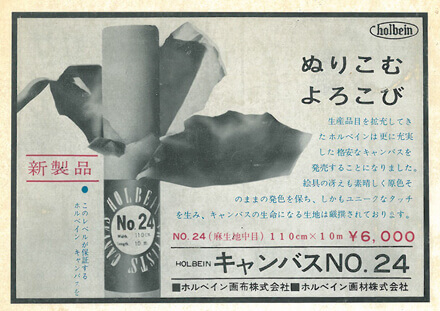 holbein
ぬりこむ
よろこび
生産品目を拡充してき
た ホルベインは更に充実
した格安なキャンバスを
発売することになりました。
絵具の冴えも素晴しく原色そ
のままの発色を保ち、しかもユニークなタッチ
を生み、キャンバスの生命になる生地は厳撰されております。
新製品
●このレベルが保証する
ホルベイン キャンバスを
HOLBEIN
No.24
110cm
10m
ARTISTS'
NO.24(麻生地中目) 110cm×10m ¥6,000
HOLBEIN キャンバスNO.24
■ホルベイン画布株式会社 ■ホルベイン画材株式会社